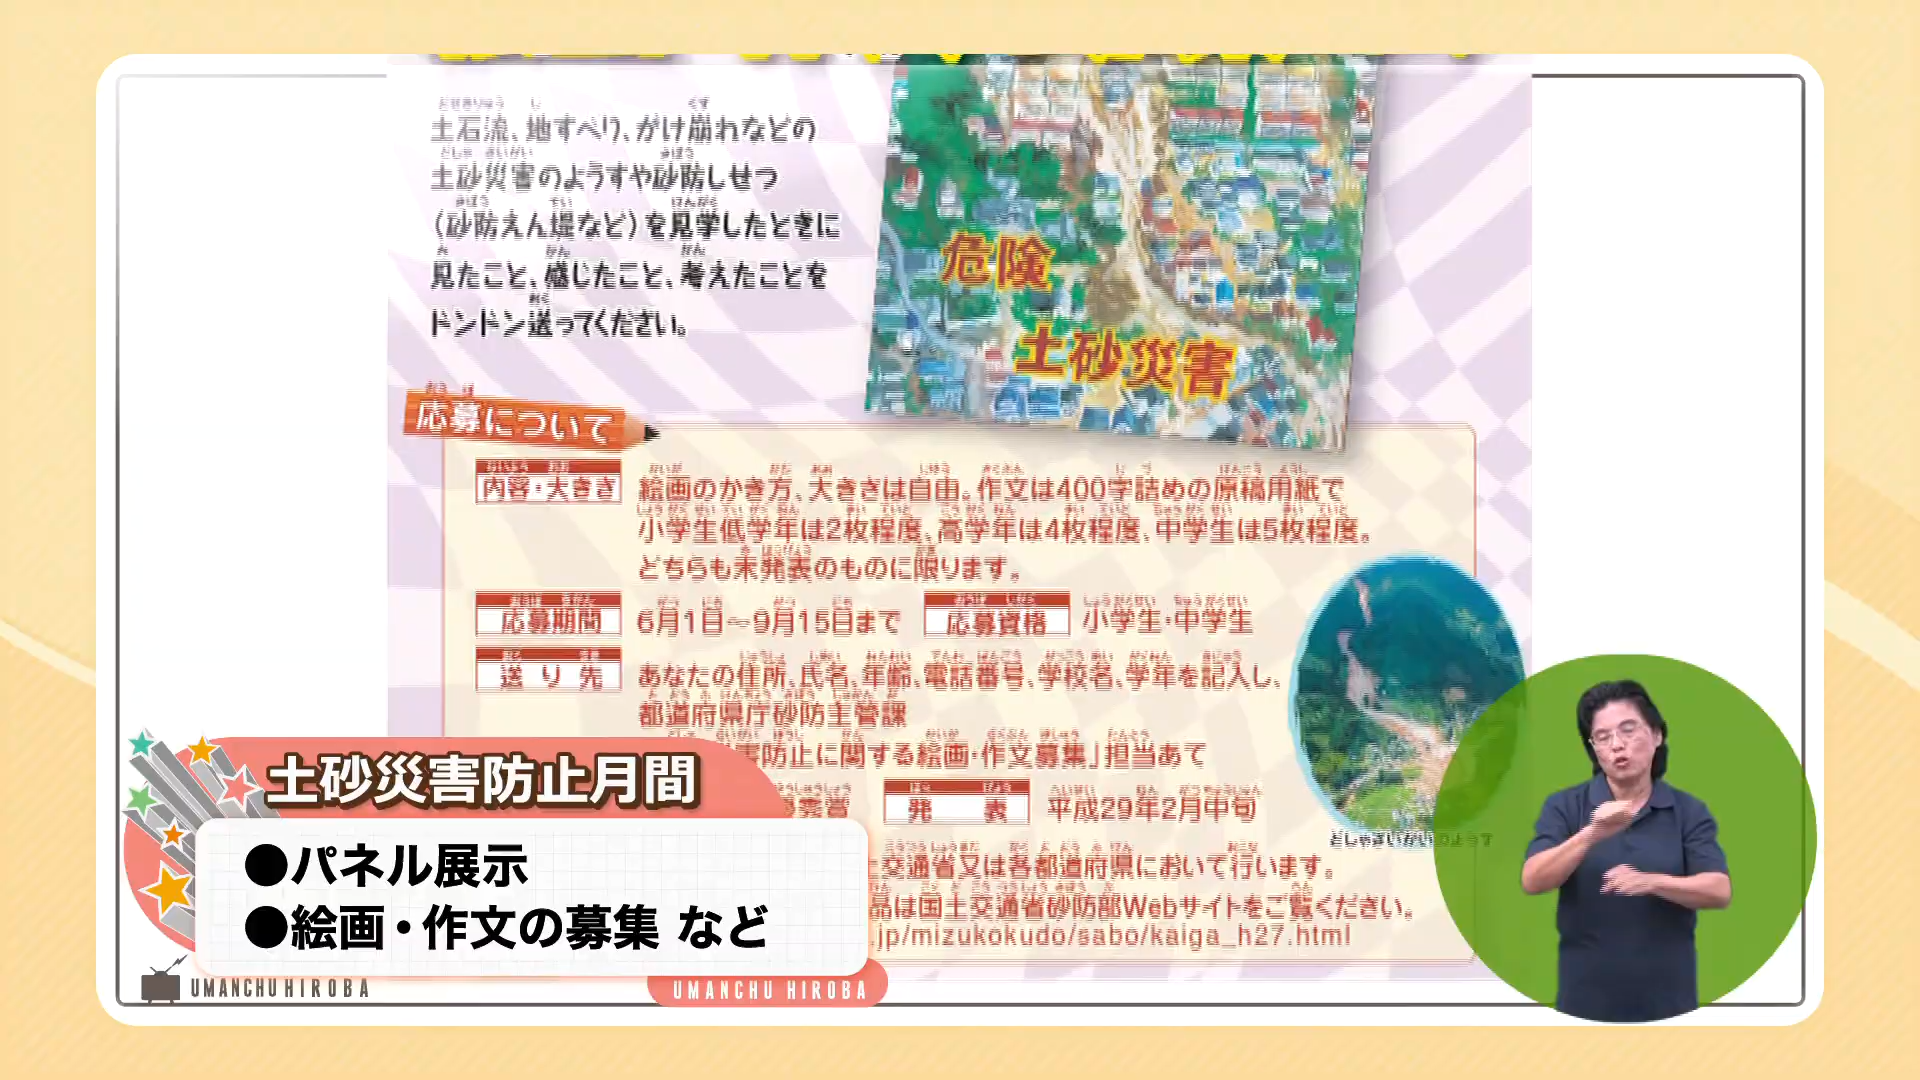 土石流、地すべり、がけ崩れなどの
土砂災害のようすや砂防しせつ
（砂防えん堤など）を見学したときに
見たこと、感じたこと、考えたことを
ドンドン送ってください。
危険
土砂災害
応募について
内容・大きさ 絵画のかき方、大きさは自由。作文は400字詰めの原稿用紙で
小学生低学年は2枚程度、高学年は4枚程度、中学生は5枚程度。
どちらも未発表のものに限ります。
応募期間 6月1日～9月15日まで 応募資格 小学生・中学生
送り先 あなたの住所、氏名、年齢、電話番号、学校名、学年を記入し、
都道府県庁砂防主管課
害防止に関する絵画・作文募集」担当あて
優秀賞 発表 平成29年2月中旬
どしゃさいがいのようす
土交通省又は各都道府県において行います。
品は国土交通省砂防部Webサイトをご覧ください。
.jp/mizukokudo/sabo/kaiga_h27.html
土砂災害防止月間
●パネル展示
●絵画・作文の募集 など
UMANCHU HIROBA
UMANCHU HIROBA